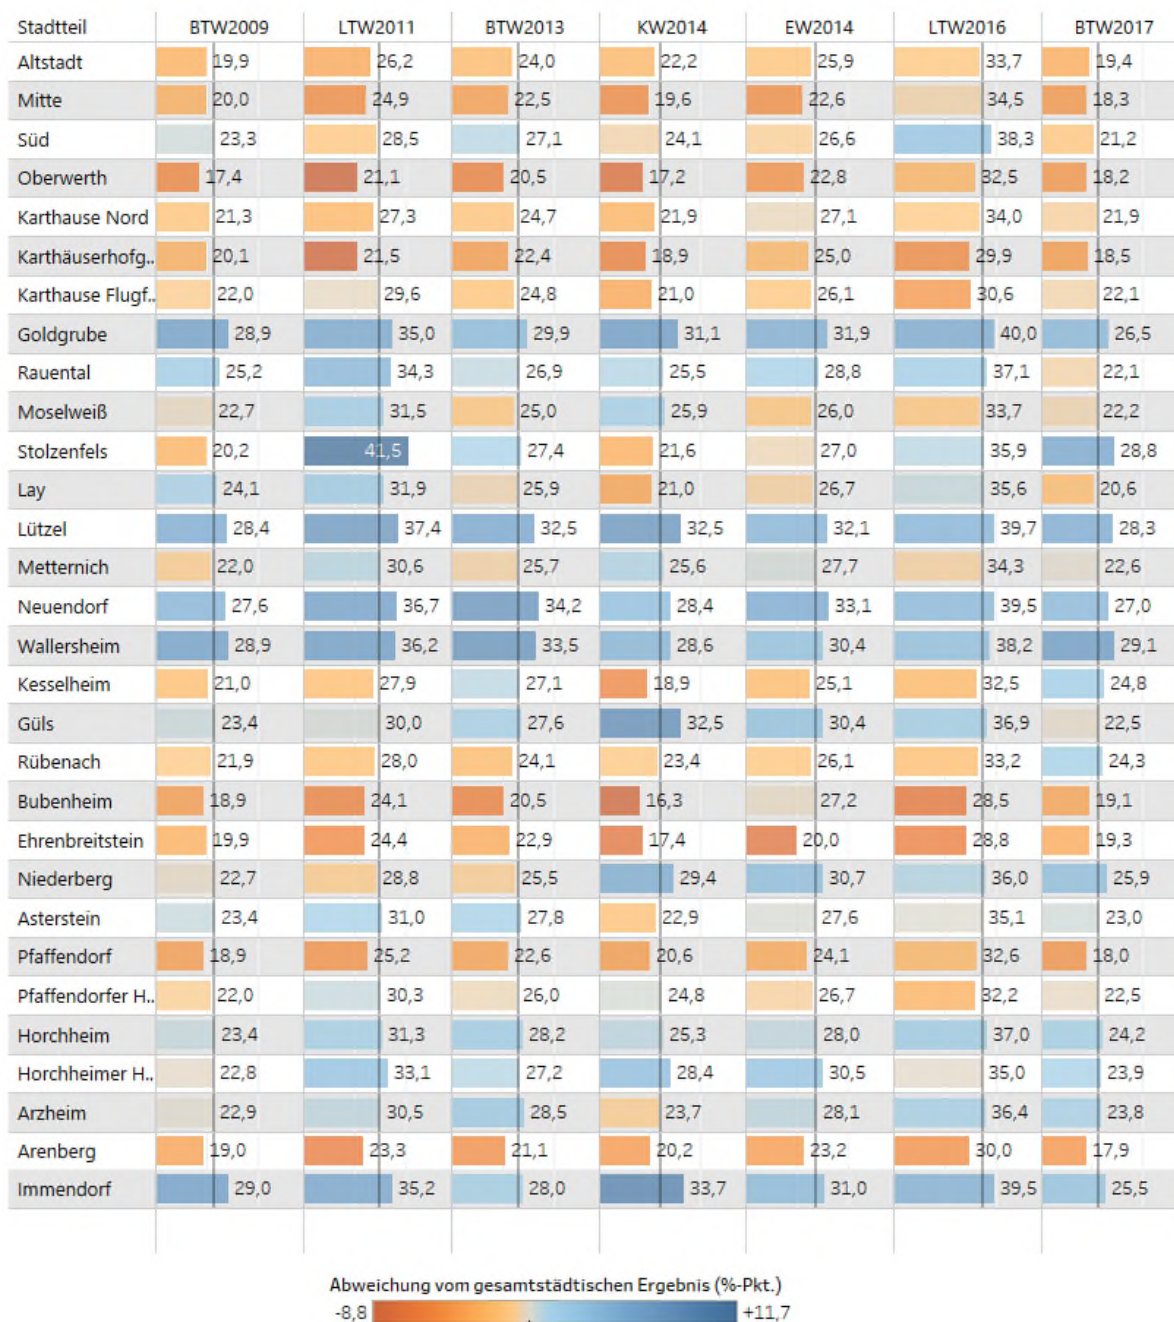 Stadtteil BTW2009 LTW2011 BTW2013 KW2014 EW2014 LTW2016 BTW2017
Altstadt 19,9 26,2 24,0 22,2 25,9 33,7 19,4
Mitte 20,0 24,9 22,5 19,6 22,6 34,5 18,3
Süd 23,3 28,5 27,1 24,1 26,6 38,3 21,2
Oberwerth 17,4 21,1 20,5 17,2 22,8 32,5 18,2
Karthause Nord 21,3 27,3 24,7 21,9 27,1 34,0 21,9
Karthäuserhofg.. 20,1 21,5 22,4 18,9 25,0 29,9 18,5
Karthause Flugf.. 22,0 29,6 24,8 21,0 26,1 30,6 22,1
Goldgrube 28,9 35,0 29,9 31,1 31,9 40,0 26,5
Rauental 25,2 34,3 26,9 25,5 28,8 37,1 22,1
Moselweiß 22,7 31,5 25,0 25,9 26,0 33,7 22,2
Stolzenfels 20,2 41,5 27,4 21,6 27,0 35,9 28,8
Lay 24,1 31,9 25,9 21,0 26,7 35,6 20,6
Lützel 28,4 37,4 32,5 32,5 32,1 39,7 28,3
Metternich 22,0 30,6 25,7 25,6 27,7 34,3 22,6
Neuendorf 27,6 36,7 34,2 28,4 33,1 39,5 27,0
Wallersheim 28,9 36,2 33,5 28,6 30,4 38,2 29,1
Kesselheim 21,0 27,9 27,1 18,9 25,1 32,5 24,8
Güls 23,4 30,0 27,6 32,5 30,4 36,9 22,5
Rübenach 21,9 28,0 24,1 23,4 26,1 33,2 24,3
Bubenheim 18,9 24,1 20,5 16,3 27,2 28,5 19,1
Ehrenbreitstein 19,9 24,4 22,9 17,4 20,0 28,8 19,3
Niederberg 22,7 28,8 25,5 29,4 30,7 36,0 25,9
Asterstein 23,4 31,0 27,8 22,9 27,6 35,1 23,0
Pfaffendorf 18,9 25,2 22,6 20,6 24,1 32,6 18,0
Pfaffendorfer H.. 22,0 30,3 26,0 24,8 26,7 32,2 22,5
Horchheim 23,4 31,3 28,2 25,3 28,0 37,0 24,2
Horchheimer H.. 22,8 33,1 27,2 28,4 30,5 35,0 23,9
Arzheim 22,9 30,5 28,5 23,7 28,1 36,4 23,8
Arenberg 19,0 23,3 21,1 20,2 23,2 30,0 17,9
Immendorf 29,0 35,2 28,0 33,7 31,0 39,5 25,5
Abweichung vom gesamtstädtischen Ergebnis (%-Pkt.)
-8,8 +11,7